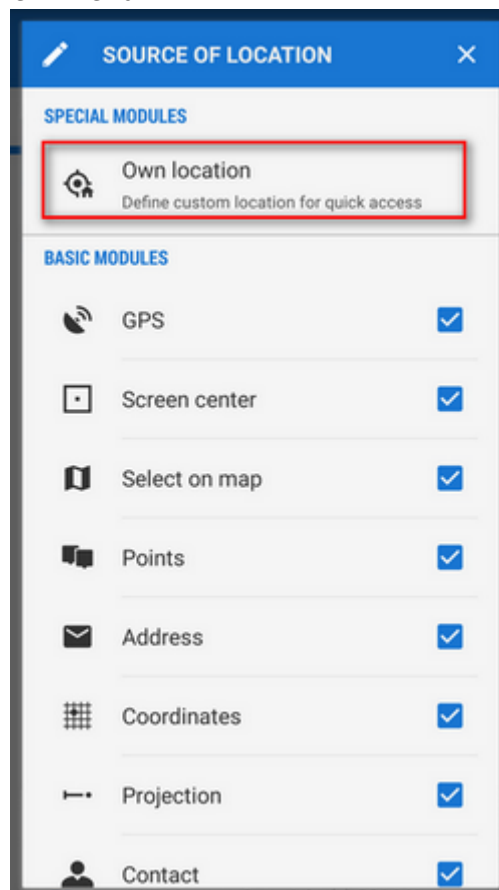 SOURCE OF LOCATION
SPECIAL MODULES
Own location
Define custom location for quick access
BASIC MODULES
GPS
Screen center
Select on map
Points
Address
Coordinates
Projection
Contact